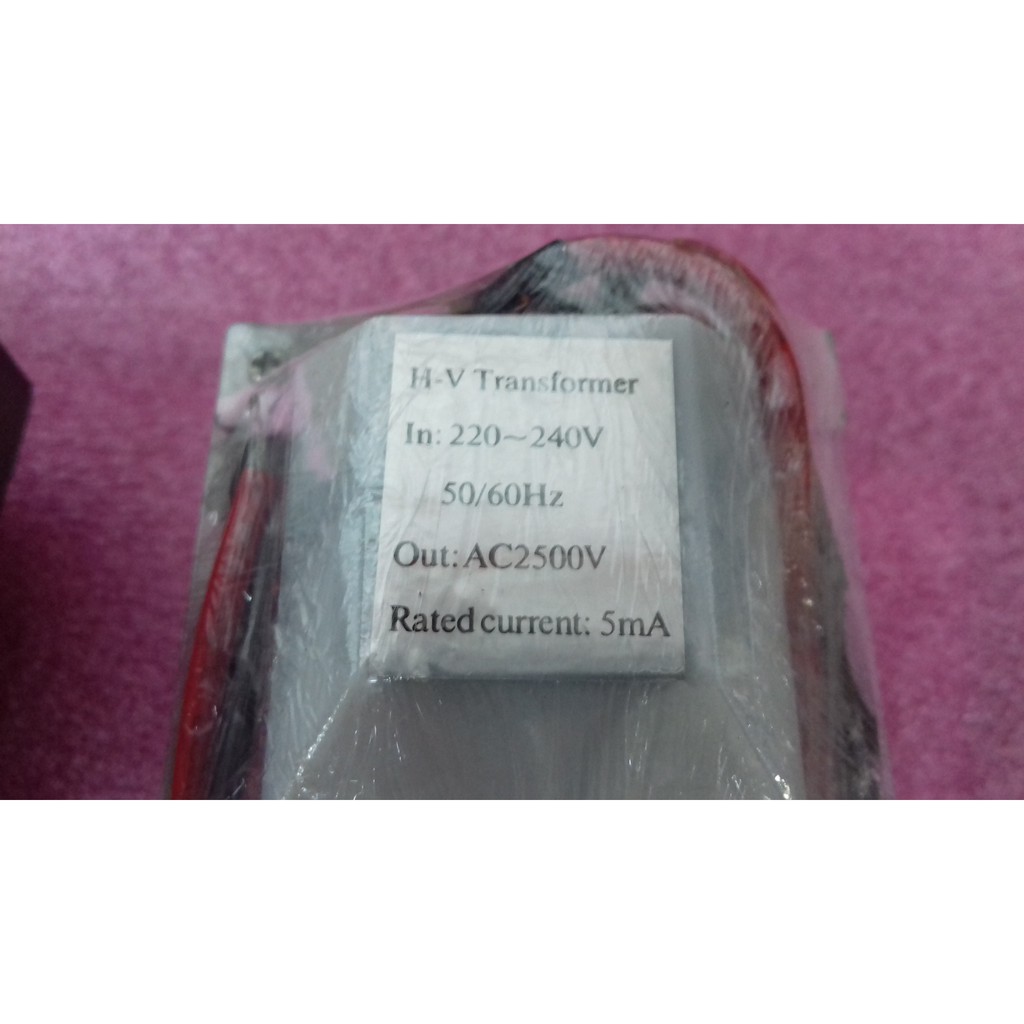 H-V Transformer
In: 220~240V
50/60Hz
Out: AC2500V
Rated current: 5mA